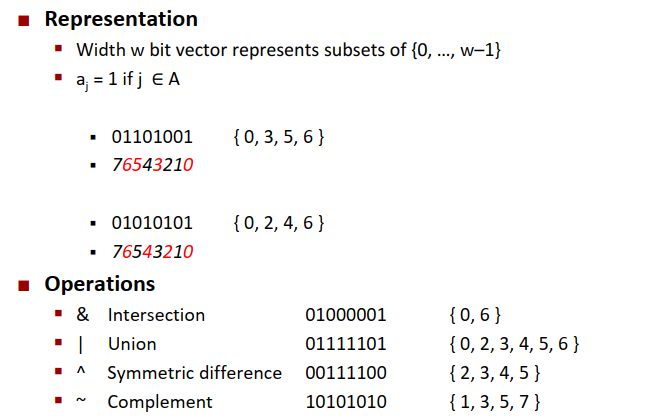 Representation
Width w bit vector represents subsets of {0, …, w–1}
aj = 1 if j ∈ A
01101001 { 0, 3, 5, 6 }
76543210
01010101 { 0, 2, 4, 6 }
76543210
Operations
& Intersection 01000001 { 0, 6 }
| Union 01111101 { 0, 2, 3, 4, 5, 6 }
^ Symmetric difference 00111100 { 2, 3, 4, 5 }
~ Complement 10101010 { 1, 3, 5, 7 }